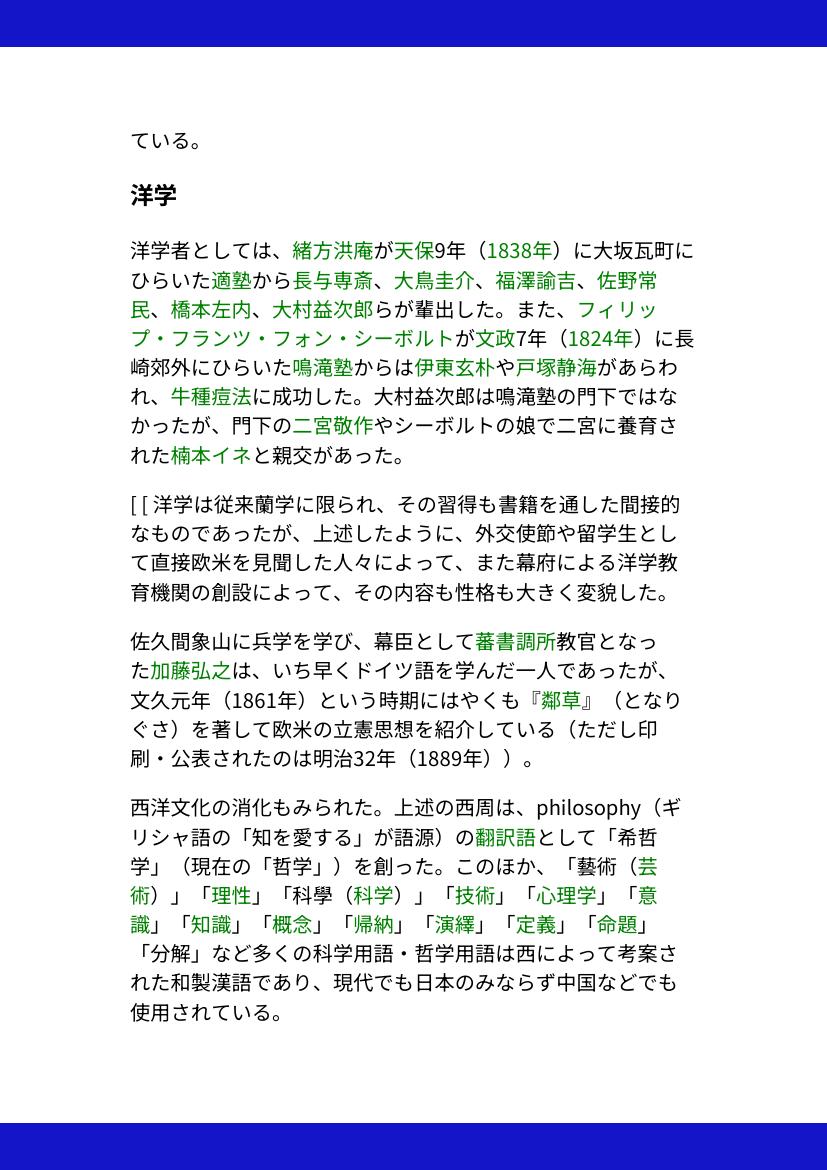 ている。
洋学
洋学者としては、緒方洪庵が天保9年（1838年）に大坂瓦町に
ひらいた適塾から長与専斎、大鳥圭介、福澤諭吉、佐野常
民、橋本左内、大村益次郎らが輩出した。また、フィリッ
プ・フランツ・フォン・シーボルトが文政7年（1824年）に長
崎郊外にひらいた鳴滝塾からは伊東玄朴や戸塚静海があらわ
れ、牛種痘法に成功した。大村益次郎は鳴滝塾の門下ではな
かったが、門下の二宮敬作やシーボルトの娘で二宮に養育さ
れた楠本イネと親交があった。
[ [ 洋学は従来蘭学に限られ、その習得も書籍を通した間接的
なものであったが、上述したように、外交使節や留学生とし
て直接欧米を見聞した人々によって、また幕府による洋学教
育機関の創設によって、その内容も性格も大きく変貌した。
佐久間象山に兵学を学び、幕臣として蕃書調所教官となっ
た加藤弘之は、いち早くドイツ語を学んだ一人であったが、
文久元年（1861年）という時期にはやくも『鄰草』（となり
ぐさ）を著して欧米の立憲思想を紹介している（ただし印
刷・公表されたのは明治32年（1889年））。
西洋文化の消化もみられた。上述の西周は、philosophy（ギ
リシャ語の「知を愛する」が語源）の翻訳語として「希哲
学」（現在の「哲学」）を創った。このほか、「藝術（芸
術）」「理性」「科學（科学）」「技術」「心理学」「意
識」「知識」「概念」「帰納」「演繹」「定義」「命題」
「分解」など多くの科学用語・哲学用語は西によって考案さ
れた和製漢語であり、現代でも日本のみならず中国などでも
使用されている。